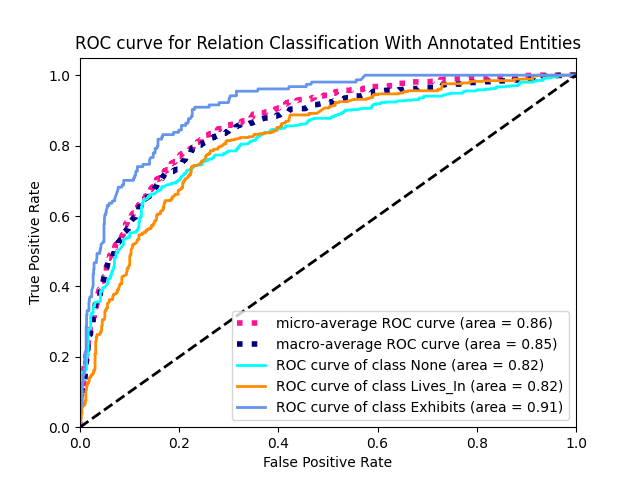 ROC curve for Relation Classification With Annotated Entities
True Positive Rate
1.0
0.8
0.6
0.4
0.2
0.0
micro-average ROC curve (area = 0.86)
macro-average ROC curve (area = 0.85)
ROC curve of class None (area = 0.82)
ROC curve of class Lives_In (area = 0.82)
ROC curve of class Exhibits (area = 0.91)
0.0 0.2 0.4 0.6 0.8 1.0
False Positive Rate